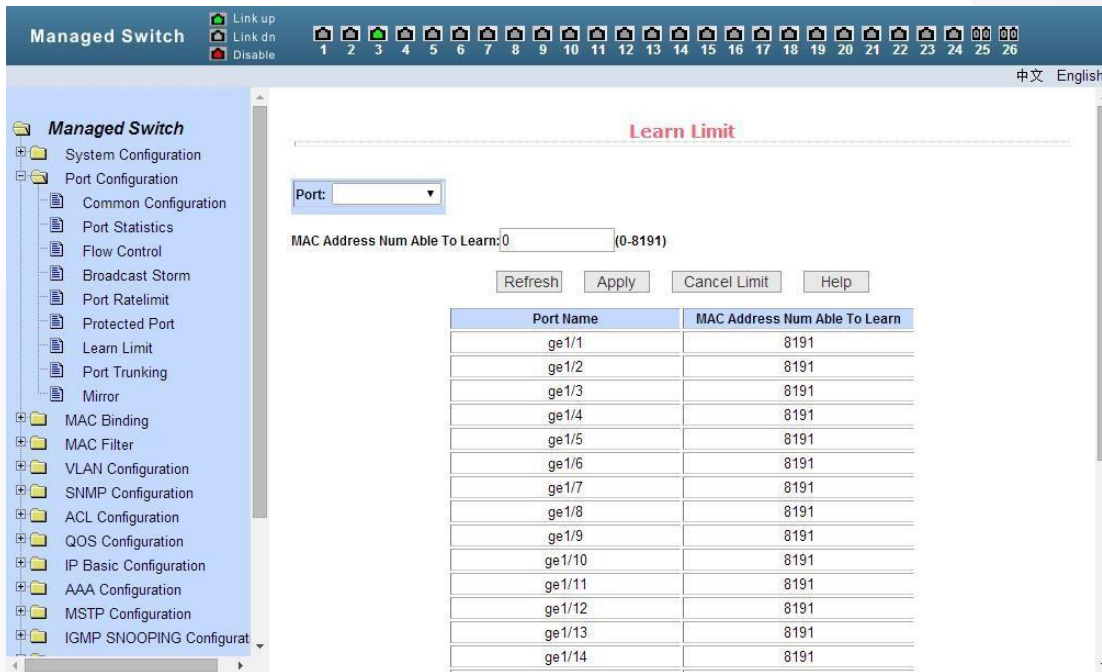 Managed Switch
Link up
Link dn
Disable
1 2 3 4 5 6 7 8 9 10 11 12 13 14 15 16 17 18 19 20 21 22 23 24 25 26
中文 English
Managed Switch
System Configuration
Port Configuration
Common Configuration
Port Statistics
Flow Control
Broadcast Storm
Port Ratelimit
Protected Port
Learn Limit
Port Trunking
Mirror
MAC Binding
MAC Filter
VLAN Configuration
SNMP Configuration
ACL Configuration
QOS Configuration
IP Basic Configuration
AAA Configuration
MSTP Configuration
IGMP SNOOPING Configurat
Learn Limit
Port:
MAC Address Num Able To Learn: 0 (0-8191)
Refresh Apply Cancel Limit Help
Port Name MAC Address Num Able To Learn
ge1/1 8191
ge1/2 8191
ge1/3 8191
ge1/4 8191
ge1/5 8191
ge1/6 8191
ge1/7 8191
ge1/8 8191
ge1/9 8191
ge1/10 8191
ge1/11 8191
ge1/12 8191
ge1/13 8191
ge1/14 8191